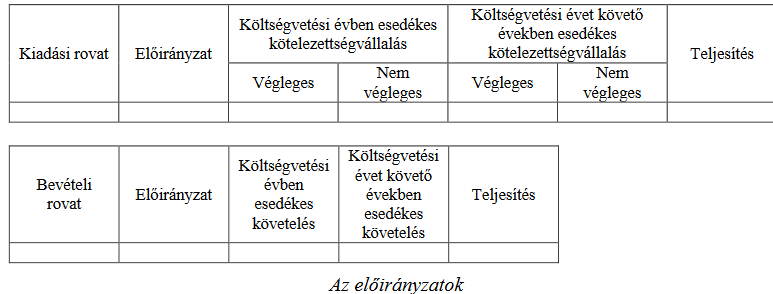 Kiadási rovat
Előirányzat
Költségvetési évben esedékes
kötelezettségvállalás
Költségvetési évet követő
években esedékes
kötelezettségvállalás
Teljesítés
Végleges
Nem
végleges
Végleges
Nem
végleges
Bevételi
rovat
Előirányzat
Költségvetési
évben
esedékes
követelés
Költségvetési
évet követő
években
esedékes
követelés
Teljesítés
Az előirányzatok